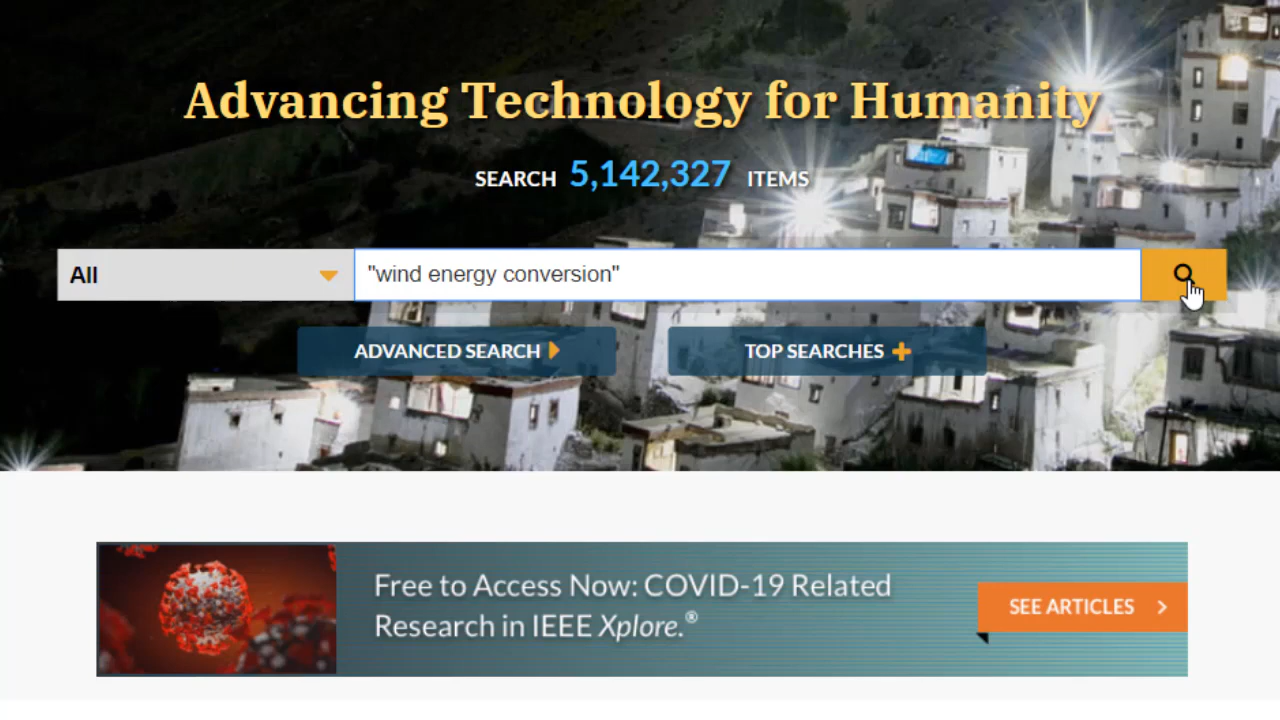 Advancing Technology for Humanity
SEARCH 5,142,327 ITEMS
All
"wind energy conversion"
ADVANCED SEARCH
TOP SEARCHES
Free to Access Now: COVID-19 Related
Research in IEEE Xplore.®
SEE ARTICLES